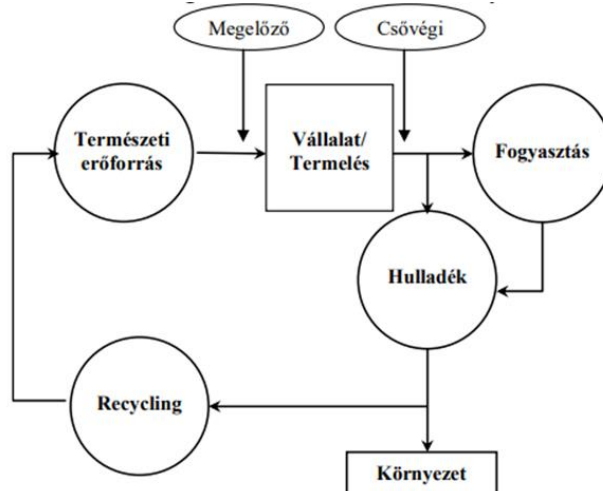 Megelőző
Csővégi
Természeti
erőforrás
Vállalat/
Termelés
Fogyasztás
Hulladék
Recycling
Környezet